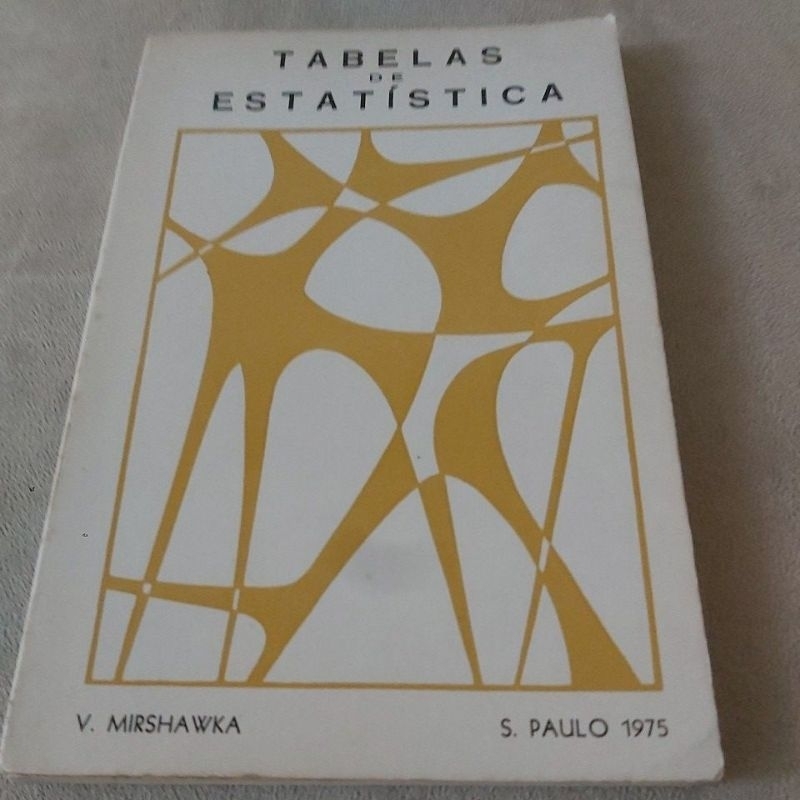 TABELAS
DE
ESTATÍSTICA
V. MIRSHAWKA
S. PAULO 1975